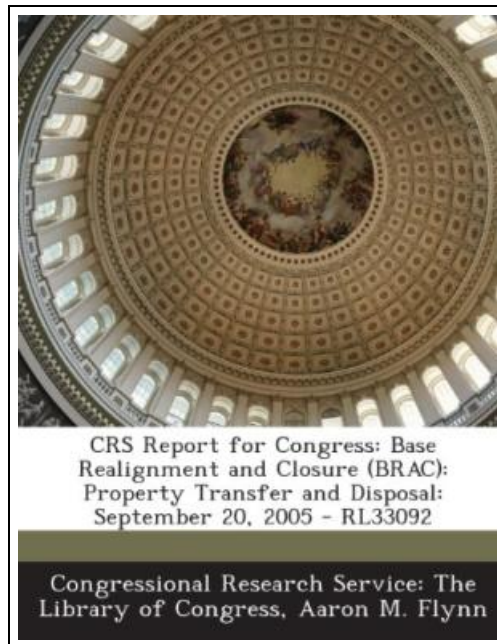 CRS Report for Congress: Base
Realignment and Closure (BRAC):
Property Transfer and Disposal:
September 20, 2005 - RL33092
Congressional Research Service: The
Library of Congress, Aaron M. Flynn